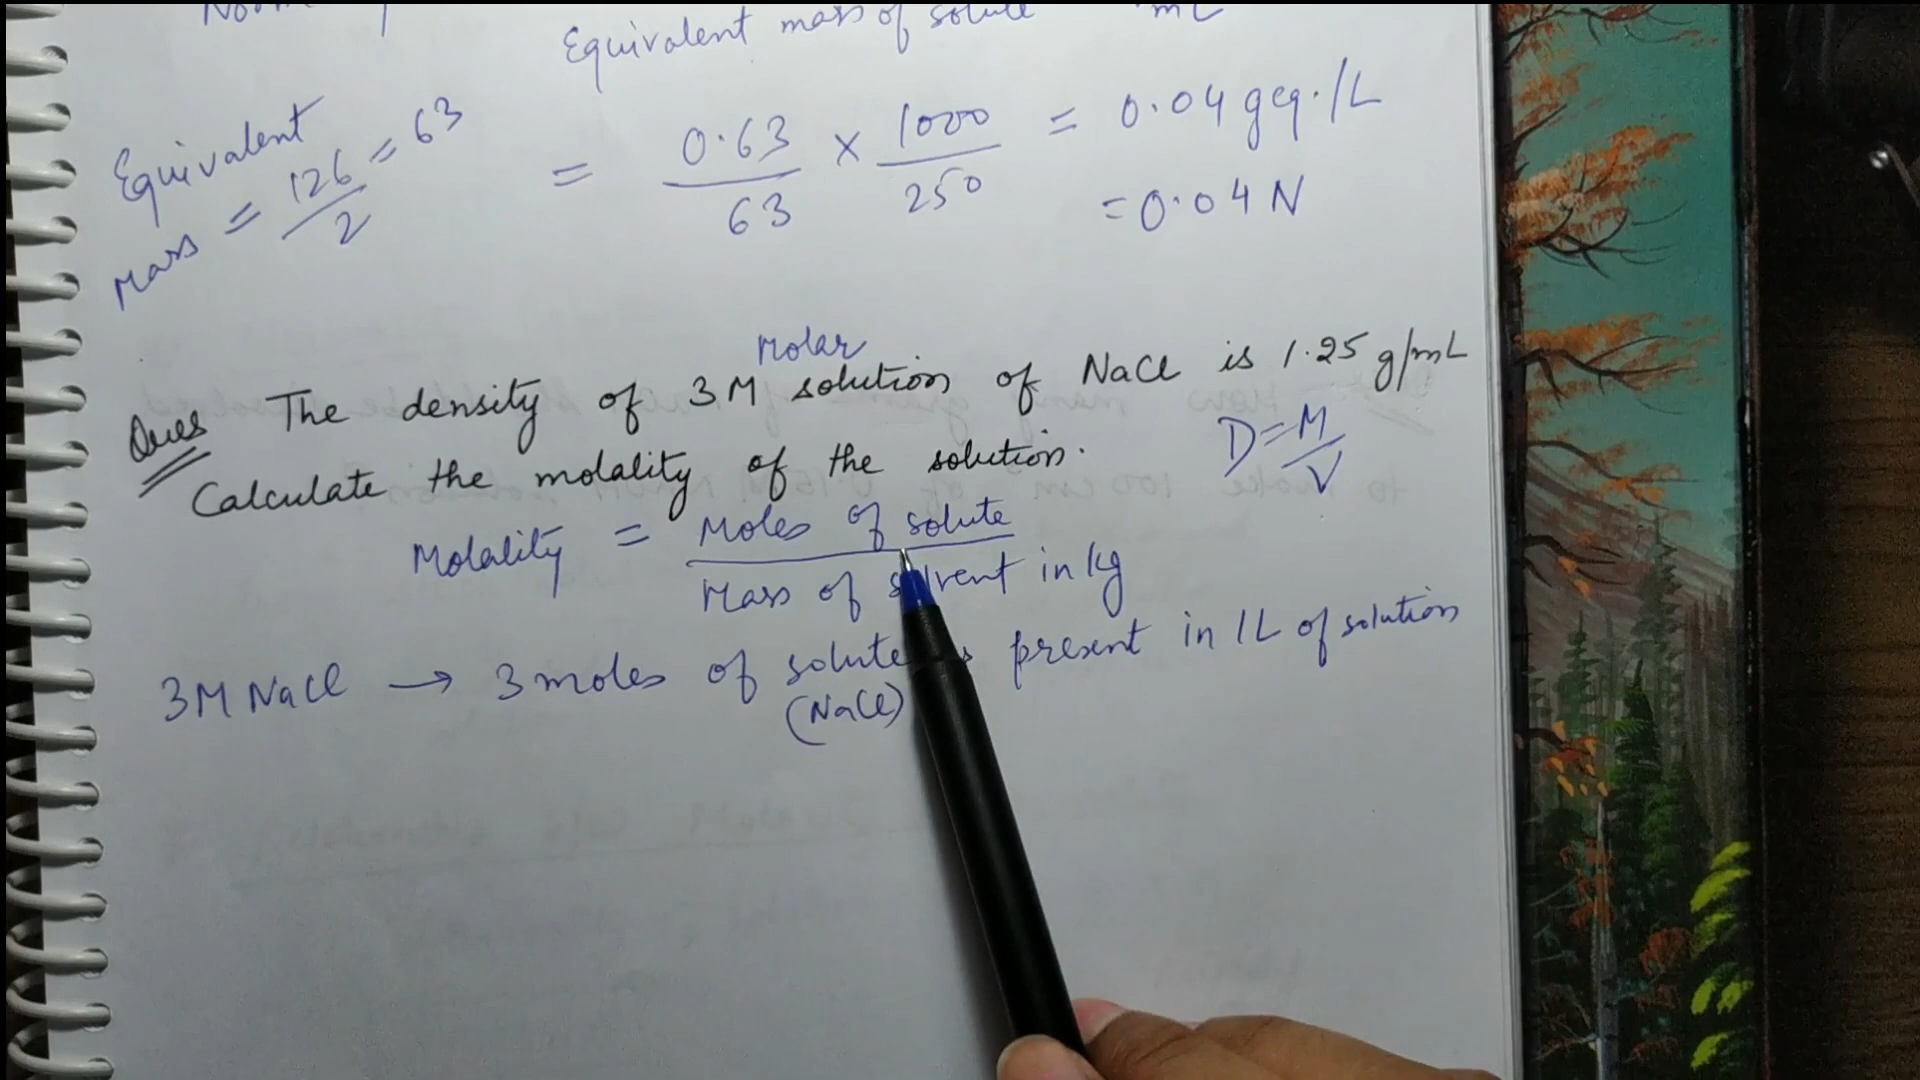 Equivalent mass of solute mL
Equivalent
Mass = 126/2 = 63
= 0.63/63 × 1000/250 = 0.04 geq./L
= 0.04 N
Molar
Ques The density of 3M solution of NaCl is 1.25 g/mL
Calculate the molality of the solution.
D = M/V
Molality = Moles of solute
Mass of solvent in kg
3M NaCl → 3 moles of solute present in 1L of solution
(NaCl)